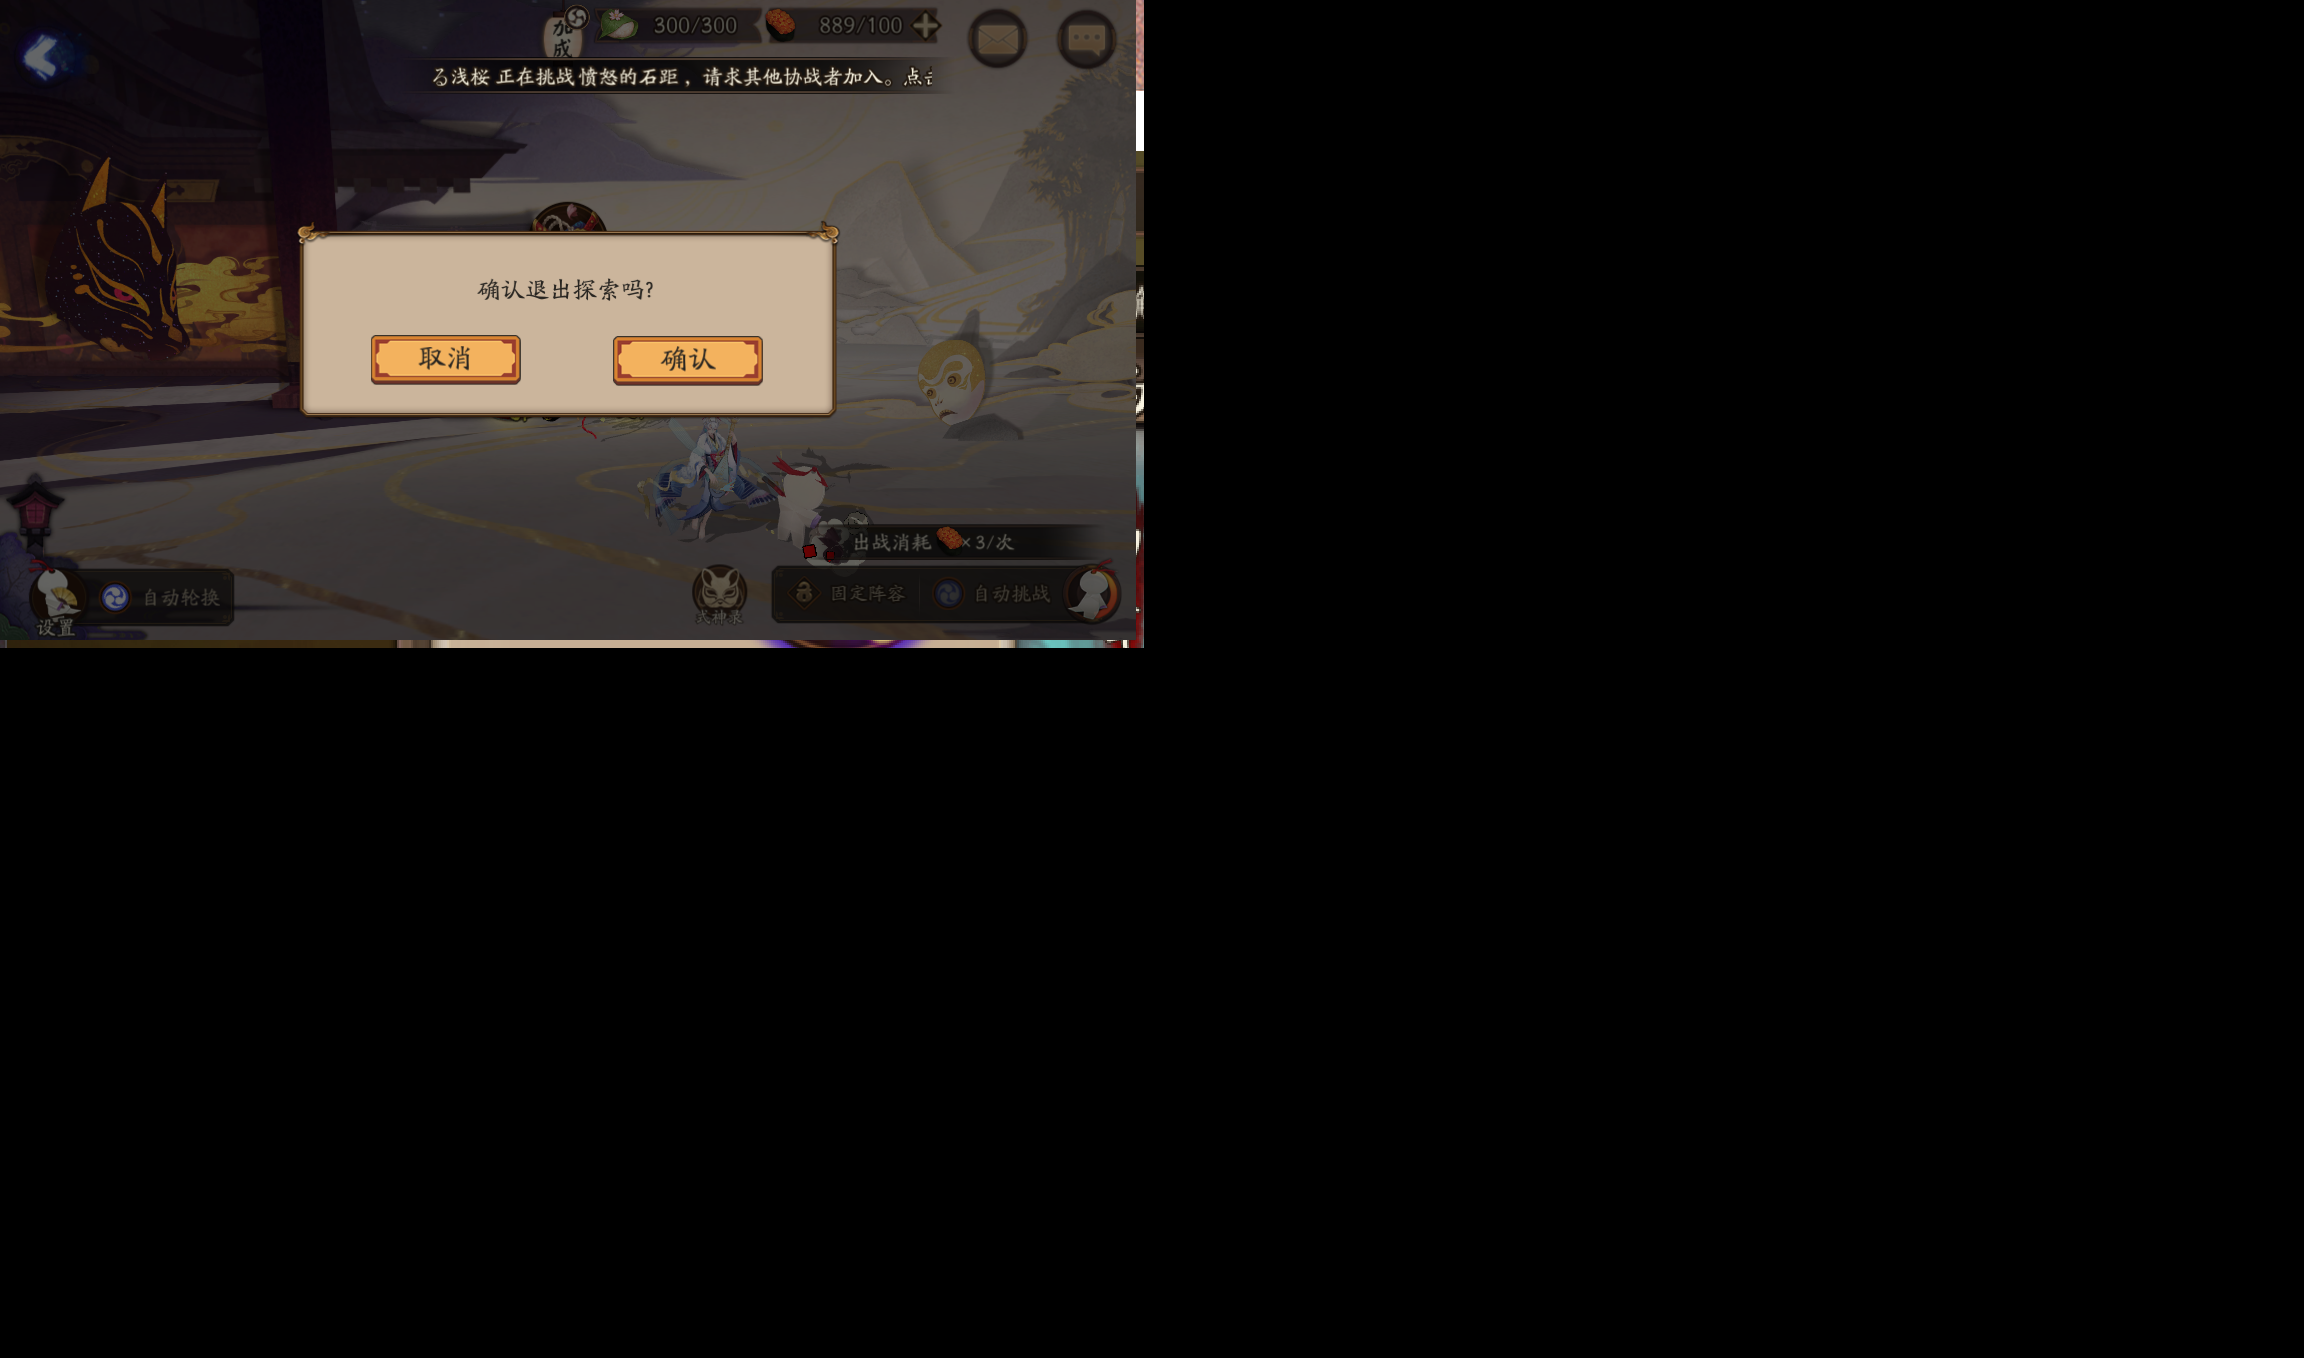 加成
300/300
889/100
る浅桜 正在挑战愤怒的石距，请求其他协战者加入。点
确认退出探索吗?
取消
确认
出战消耗 ×3/次
自动轮换
设置
式神录
固定阵容
自动挑战